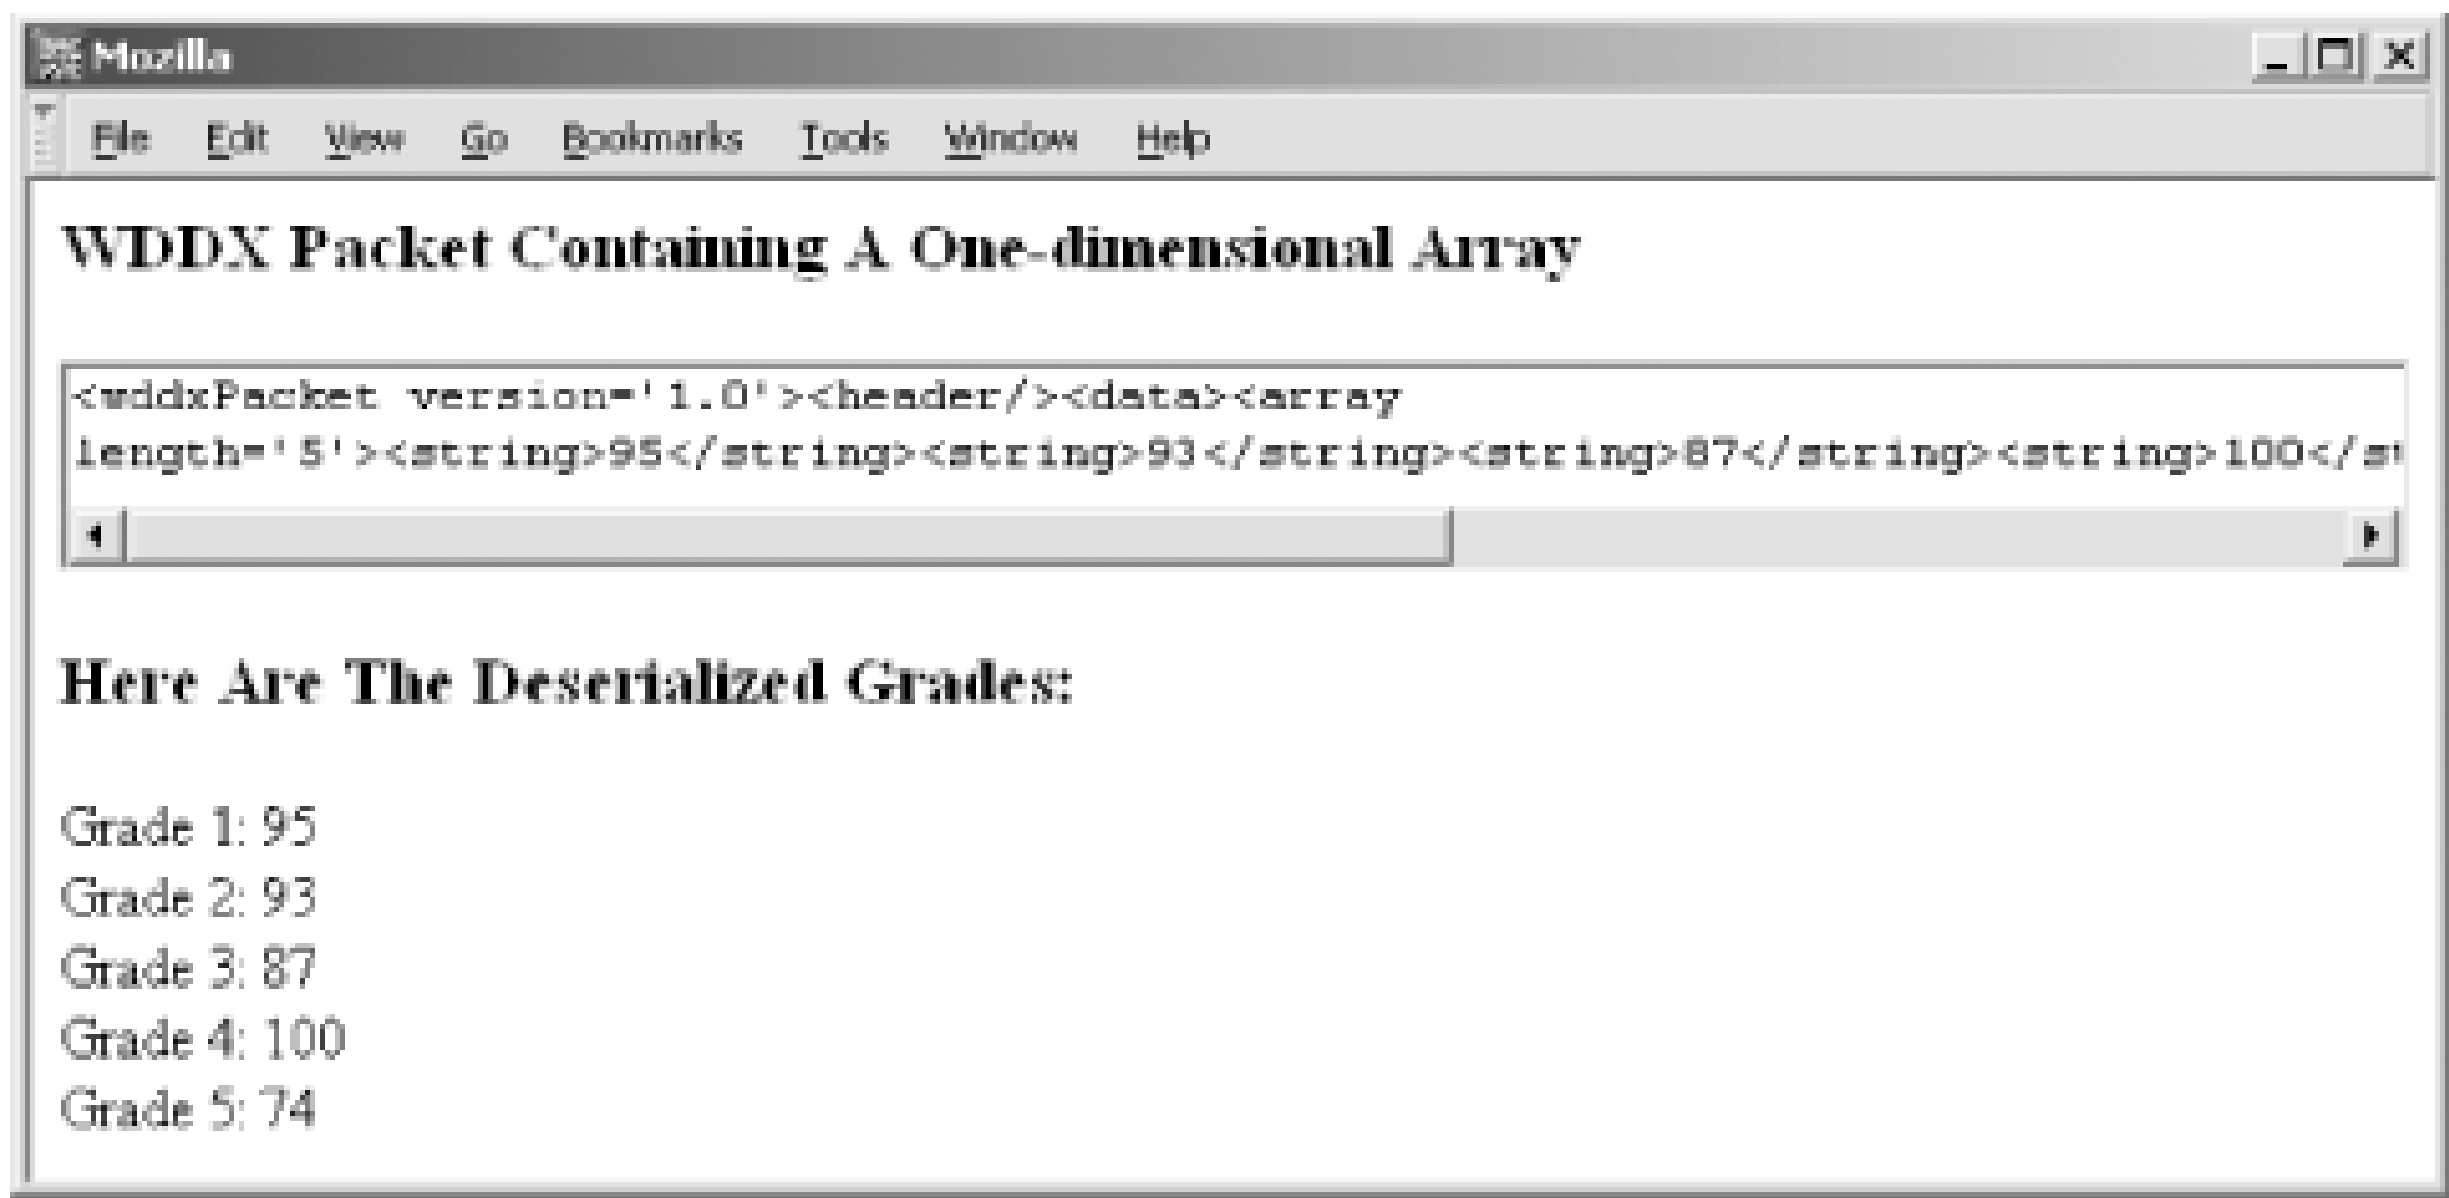 Mozilla
File Edit View Go Bookmarks Tools Window Help
WDDX Packet Containing A One-dimensional Array
<wddxPacket version='1.0'><header/><data><array
length='5'><string>95</string><string>93</string><string>87</string><string>100</st
Here Are The Deserialized Grades:
Grade 1: 95
Grade 2: 93
Grade 3: 87
Grade 4: 100
Grade 5: 74